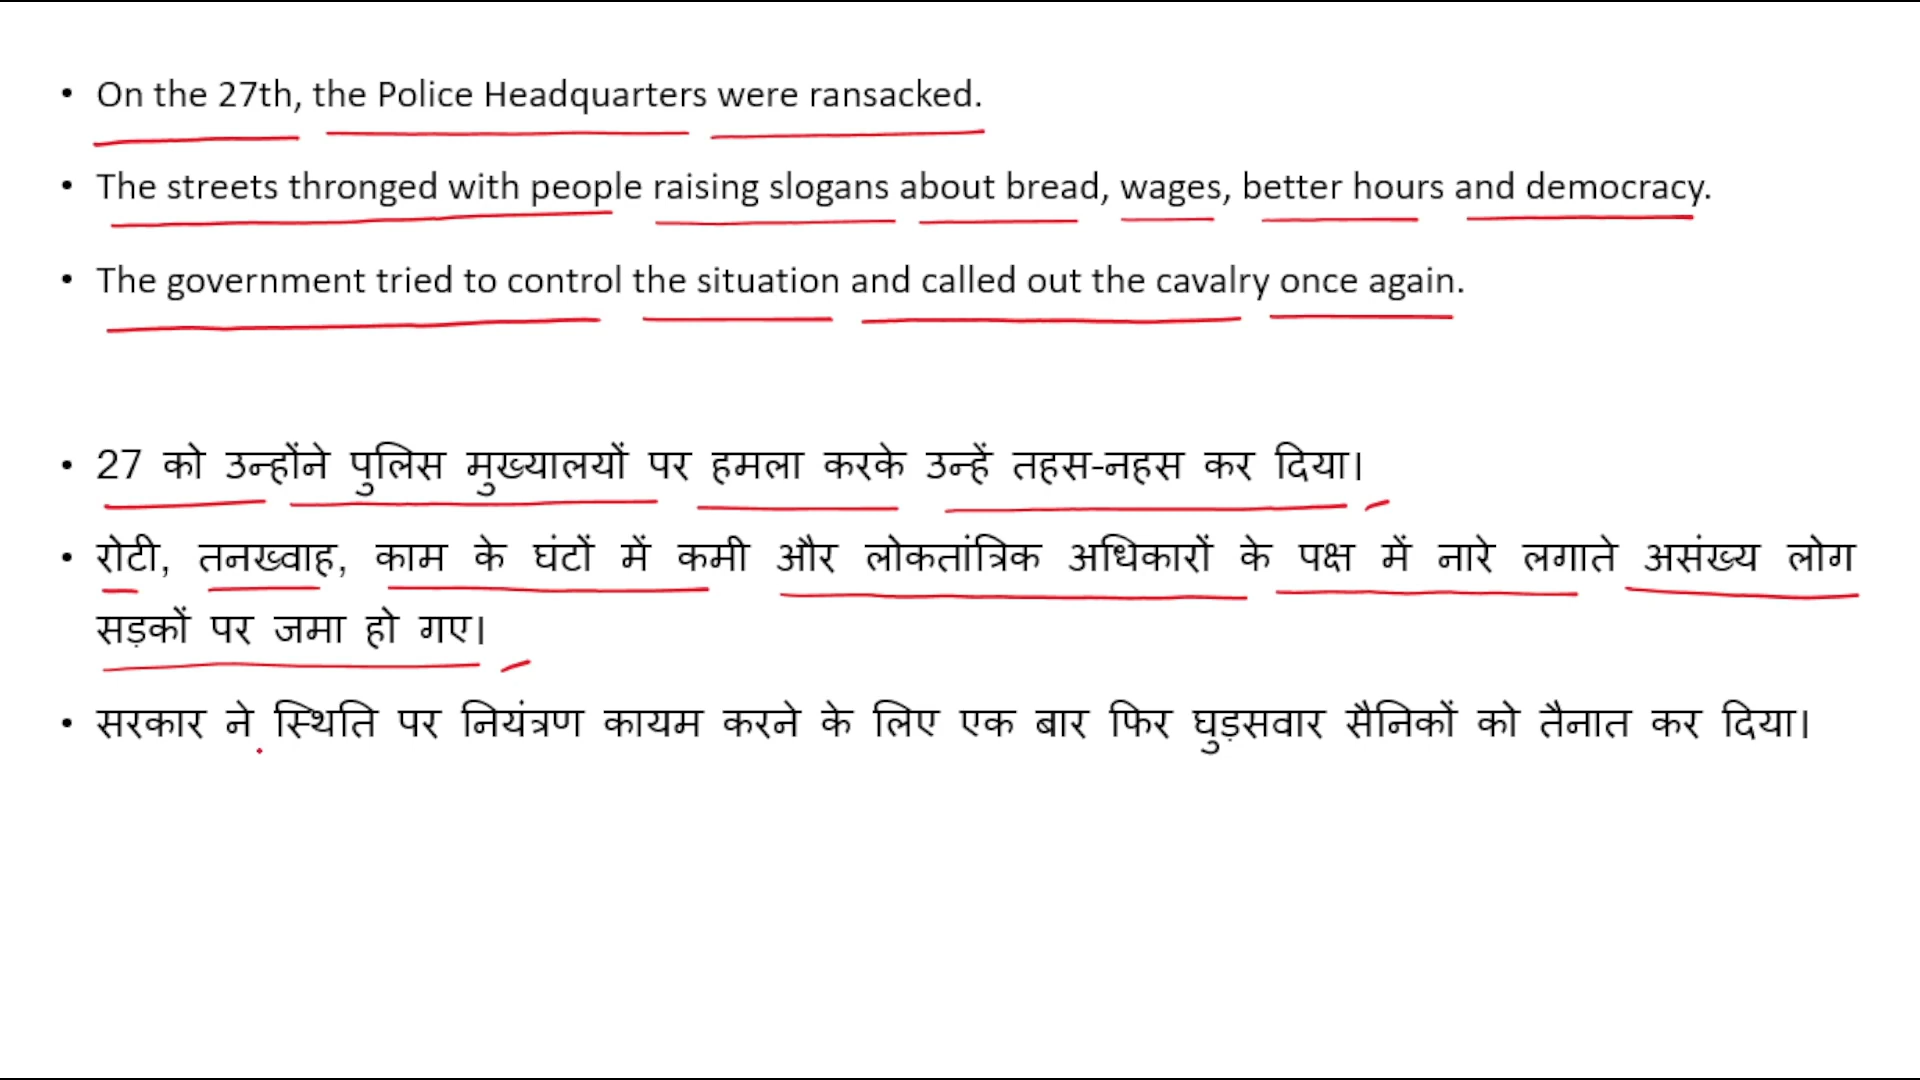 • On the 27th, the Police Headquarters were ransacked.
• The streets thronged with people raising slogans about bread, wages, better hours and democracy.
• The government tried to control the situation and called out the cavalry once again.
• 27 को उन्होंने पुलिस मुख्यालयों पर हमला करके उन्हें तहस-नहस कर दिया।
• रोटी, तनख्वाह, काम के घंटों में कमी और लोकतांत्रिक अधिकारों के पक्ष में नारे लगाते असंख्य लोग
सड़कों पर जमा हो गए।
• सरकार ने स्थिति पर नियंत्रण कायम करने के लिए एक बार फिर घुड़सवार सैनिकों को तैनात कर दिया।